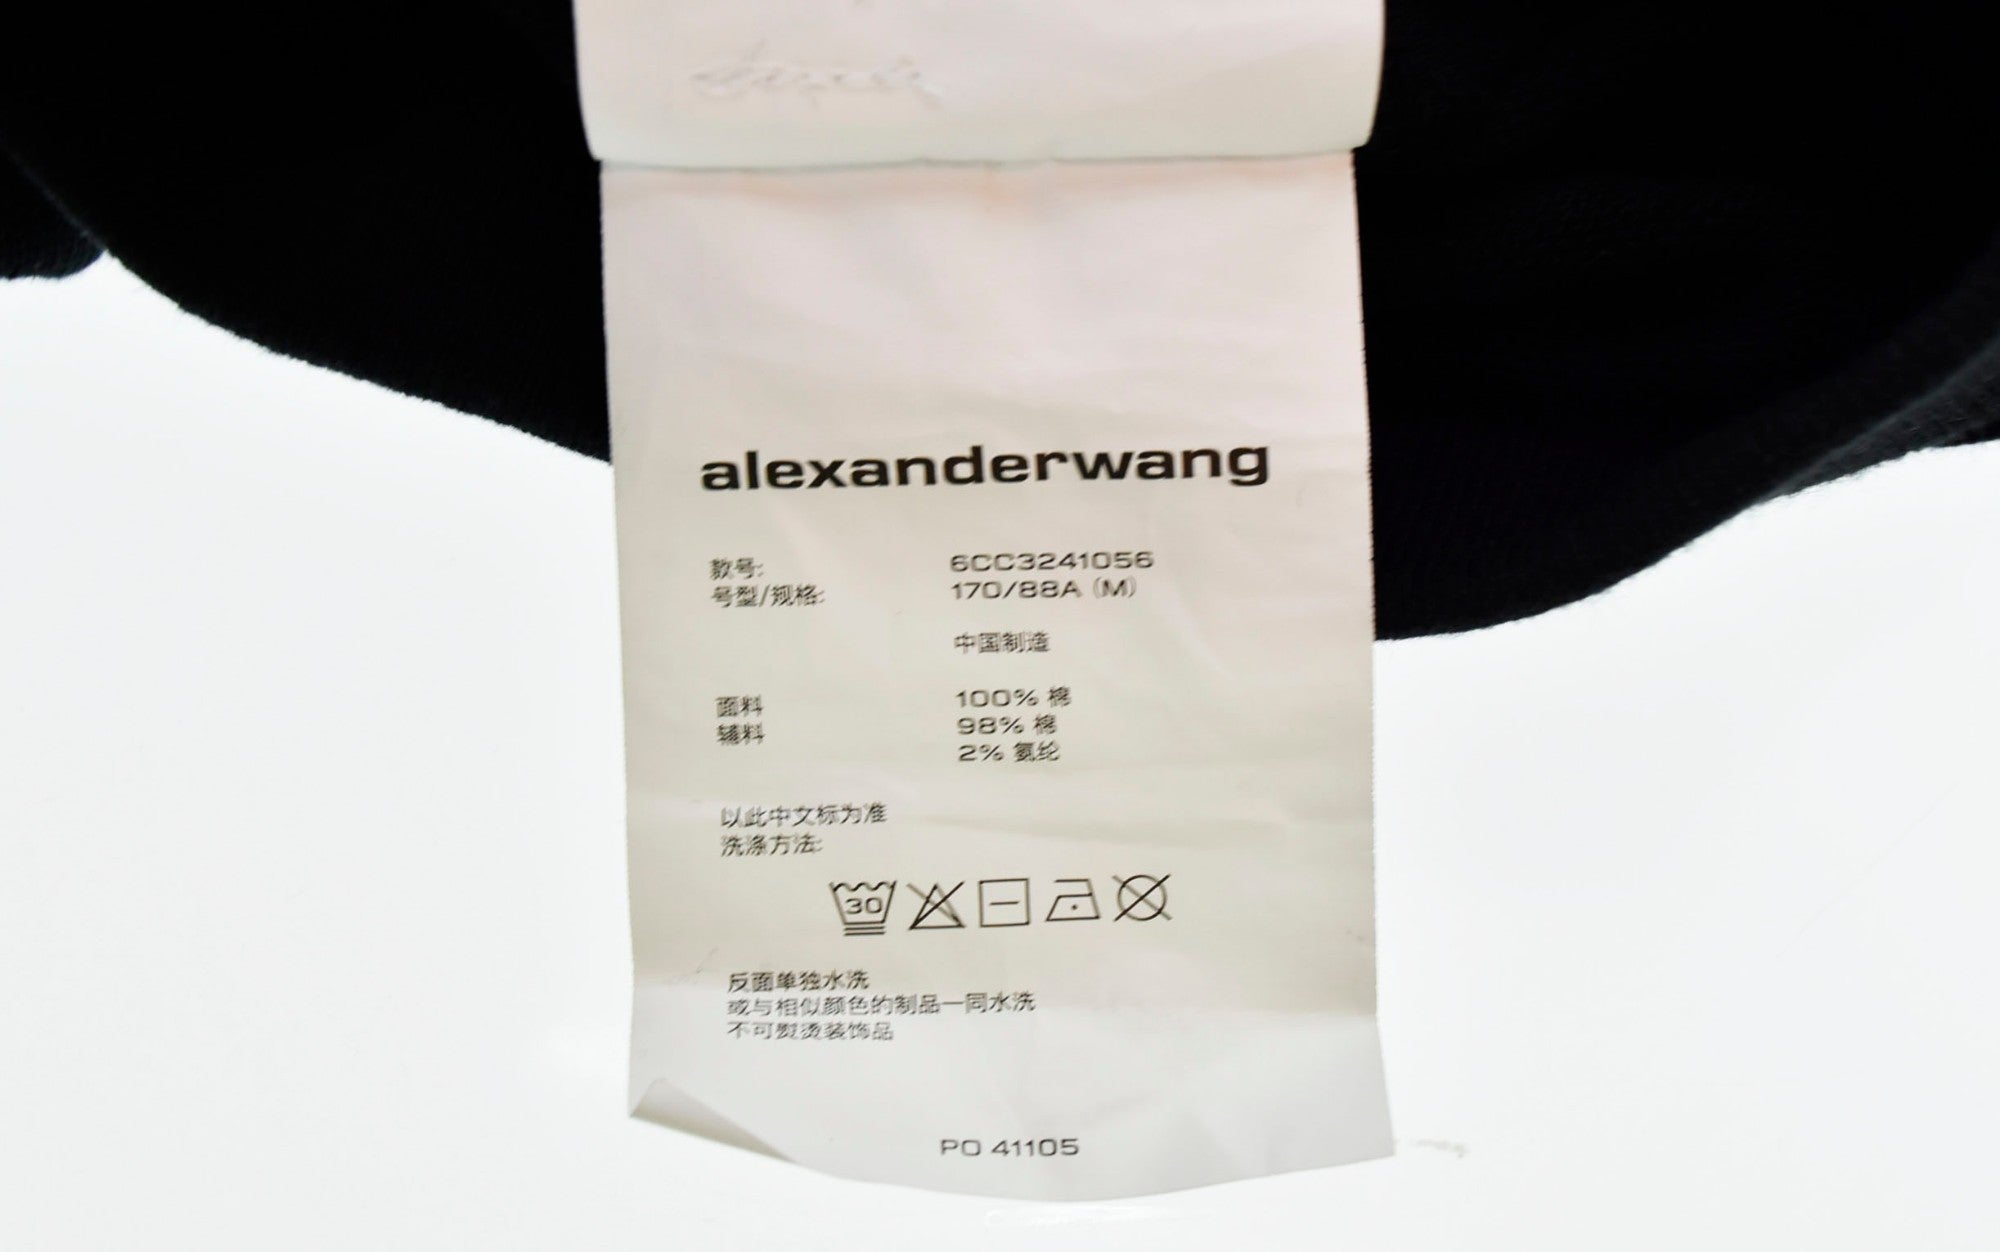 alexanderwang
款号: 6CC3241056
号型/规格: 170/88A (M)
中国制造
面料 100% 棉
辅料 98% 棉
2% 氨纶
以此中文标为准
洗涤方法:
30
反面单独水洗
或与相似颜色的制品一同水洗
不可熨烫装饰品
PO 41105